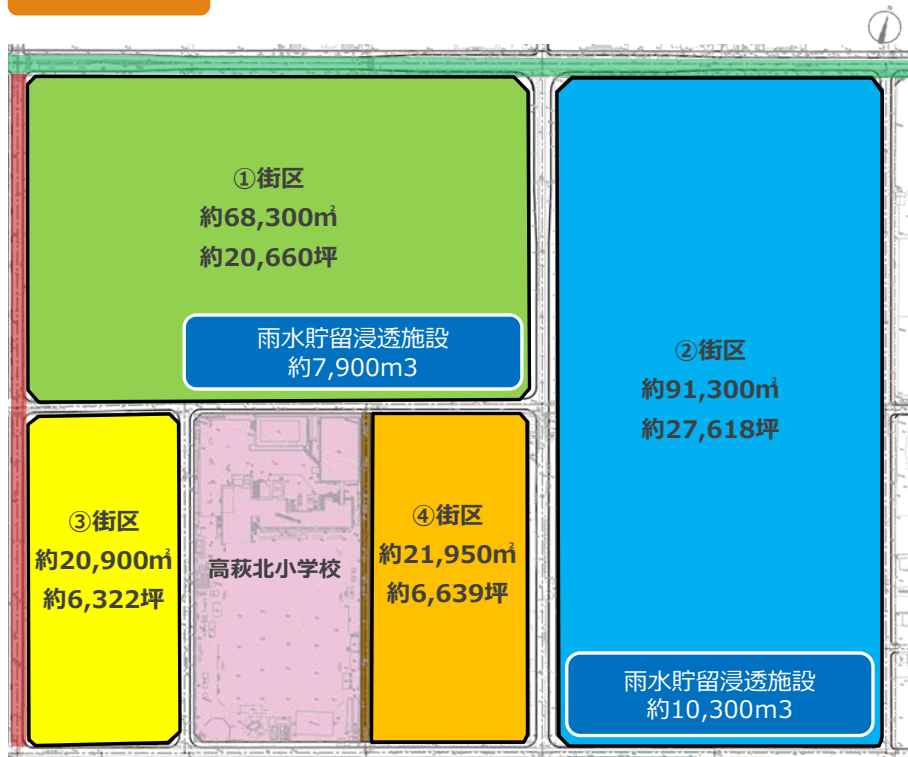 ①街区
約68,300㎡
約20,660坪
雨水貯留浸透施設
約7,900m3
②街区
約91,300㎡
約27,618坪
③街区
約20,900㎡
約6,322坪
高萩北小学校
④街区
約21,950㎡
約6,639坪
雨水貯留浸透施設
約10,300m3